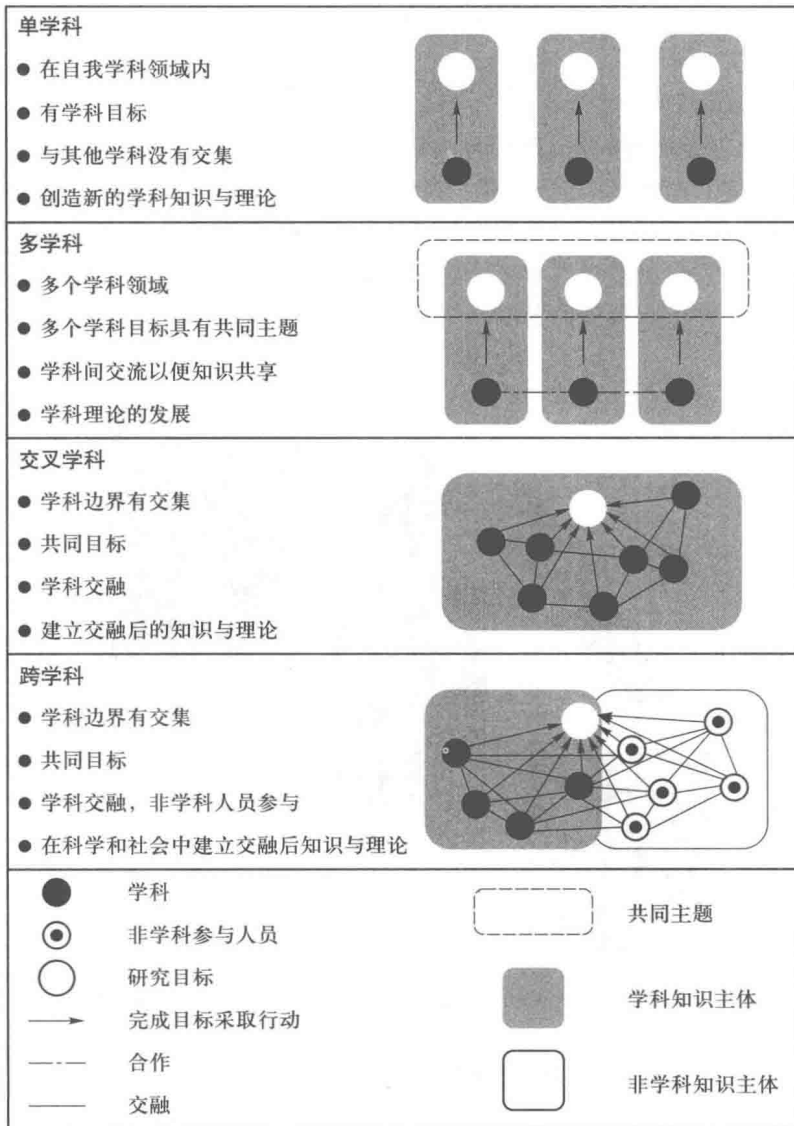 单学科
● 在自我学科领域内
● 有学科目标
● 与其他学科没有交集
● 创造新的学科知识与理论
多学科
● 多个学科领域
● 多个学科目标具有共同主题
● 学科间交流以便知识共享
● 学科理论的发展
交叉学科
● 学科边界有交集
● 共同目标
● 学科交融
● 建立交融后的知识与理论
跨学科
● 学科边界有交集
● 共同目标
● 学科交融，非学科人员参与
● 在科学和社会中建立交融后知识与理论
学科
非学科参与人员
研究目标
完成目标采取行动
合作
交融
共同主题
学科知识主体
非学科知识主体